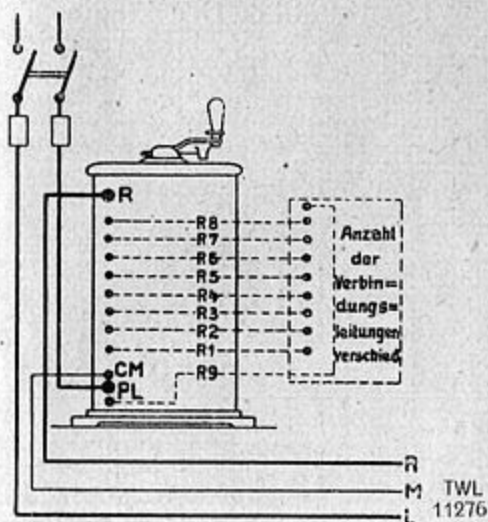 R
R8
R7
R6
R5
R4
R3
R2
R1
R9
CM
PL
Anzahl
der
Verbin=
dungs=
leitungen
verschied.
R
M
L
TWL
11276